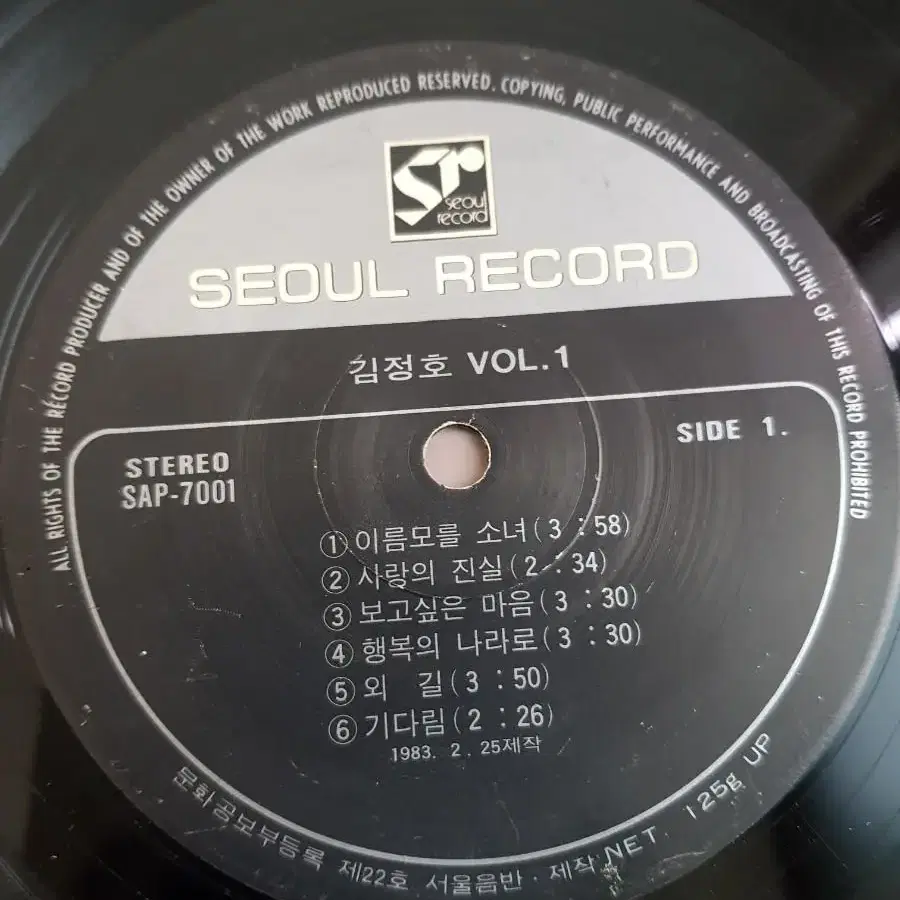 ALL RIGHTS OF THE RECORD PRODUCER AND OF THE OWNER OF THE WORK REPRODUCED RESERVED. COPYING, PUBLIC PERFORMANCE AND BROADCASTING OF THIS RECORD PROHIBITED
Sr
seoul
record
SEOUL RECORD
김정호 VOL.1
STEREO
SAP-7001
SIDE 1.
① 이름모를 소녀(3 : 58)
② 사랑의 진실(2 : 34)
③ 보고싶은 마음(3 : 30)
④ 행복의 나라로(3 : 30)
⑤ 외 길(3 : 50)
⑥ 기다림(2 : 26)
1983. 2. 25제작
문화공보부등록 제22호 서울음반·제작 NET. 125g UP